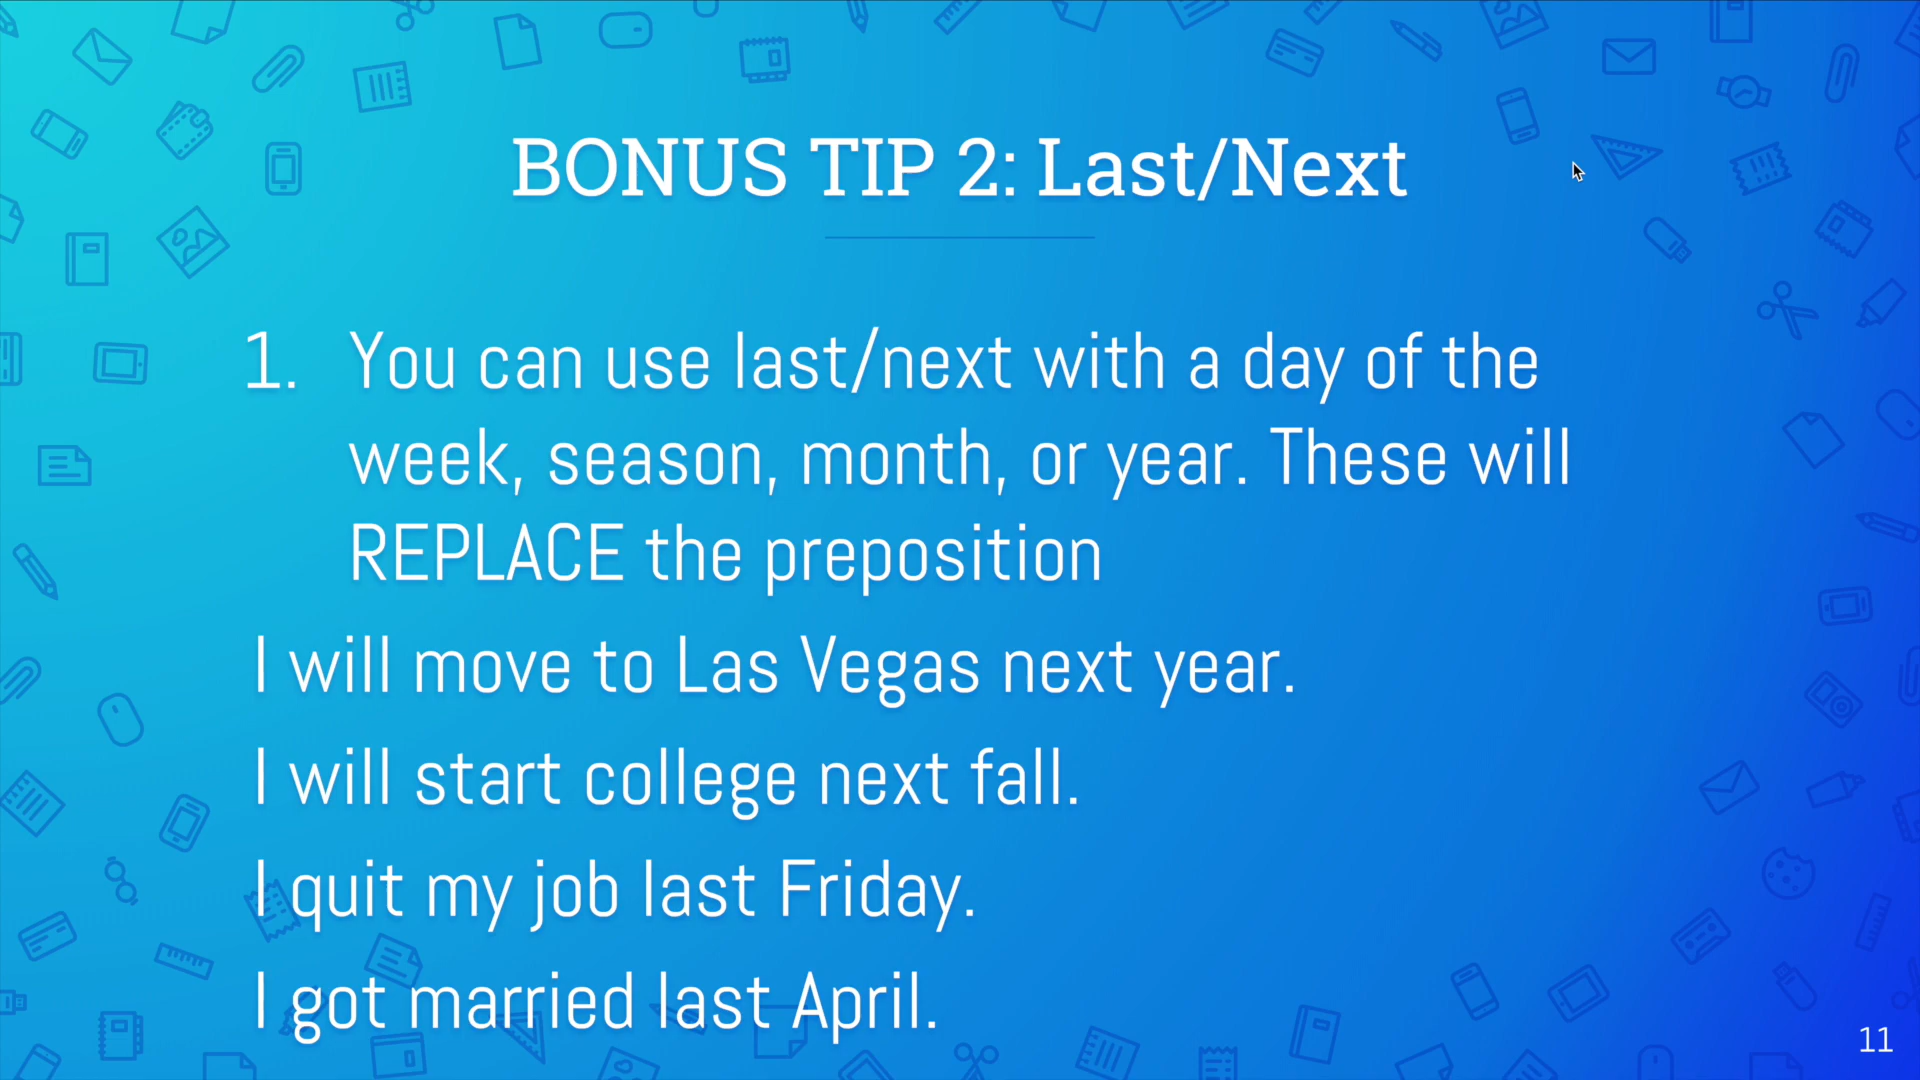 BONUS TIP 2: Last/Next
1. You can use last/next with a day of the
week, season, month, or year. These will
REPLACE the preposition
I will move to Las Vegas next year.
I will start college next fall.
I quit my job last Friday.
I got married last April.
11